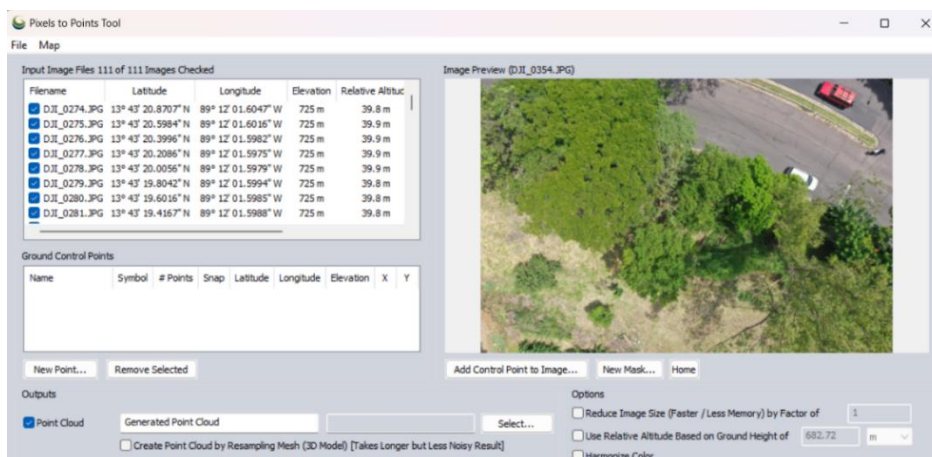 Pixels to Points Tool
File Map
Input Image Files 111 of 111 Images Checked
Filename Latitude Longitude Elevation Relative Altituc
DJI_0274.JPG 13° 43' 20.8707" N 89° 12' 01.6047" W 725 m 39.8 m
DJI_0275.JPG 13° 43' 20.5984" N 89° 12' 01.6016" W 725 m 39.9 m
DJI_0276.JPG 13° 43' 20.3996" N 89° 12' 01.5982" W 725 m 39.9 m
DJI_0277.JPG 13° 43' 20.2086" N 89° 12' 01.5975" W 725 m 39.9 m
DJI_0278.JPG 13° 43' 20.0056" N 89° 12' 01.5979" W 725 m 39.9 m
DJI_0279.JPG 13° 43' 19.8042" N 89° 12' 01.5994" W 725 m 39.8 m
DJI_0280.JPG 13° 43' 19.6016" N 89° 12' 01.5985" W 725 m 39.8 m
DJI_0281.JPG 13° 43' 19.4167" N 89° 12' 01.5988" W 725 m 39.8 m
Image Preview (DJI_0354.JPG)
Ground Control Points
Name Symbol # Points Snap Latitude Longitude Elevation X Y
New Point... Remove Selected
Add Control Point to Image... New Mask... Home
Outputs
Point Cloud Generated Point Cloud Select...
Create Point Cloud by Resampling Mesh (3D Model) [Takes Longer but Less Noisy Result]
Options
Reduce Image Size (Faster / Less Memory) by Factor of 1
Use Relative Altitude Based on Ground Height of 682.72 m
Harmonize Color